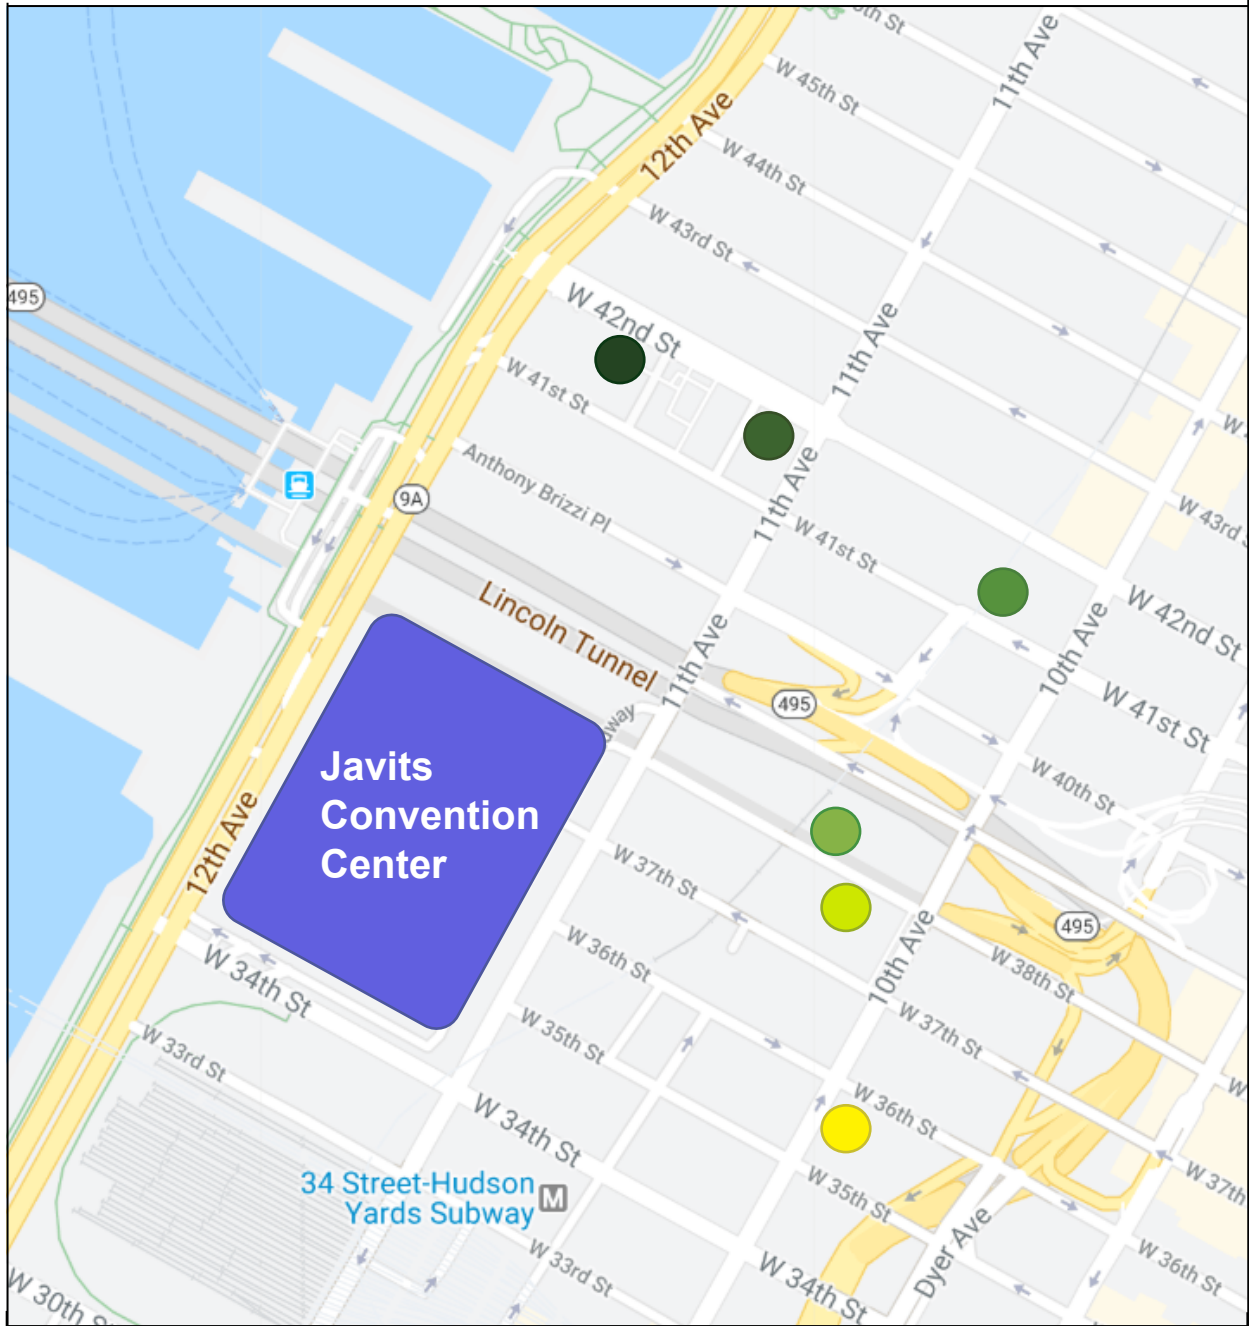 0th St
11th Ave
W 45th St
12th Ave
W 44th St
W 43rd St
495
W 42nd St
11th Ave
W 41st St
Anthony Brizzi Pl
9A
11th Ave
W 41st St
W 43rd S
W 42nd St
10th Ave
Lincoln Tunnel
11th Ave
495
W 41st St
way
W 40th St
Javits
Convention
Center
12th Ave
W 37th St
W 36th St
10th Ave
495
W 38th St
W 34th St
W 35th St
W 37th St
W 33rd St
W 34th St
W 36th St
34 Street-Hudson
Yards Subway
M
W 35th St
W 37th
W 33rd St
Dyer Ave
W 36th St
W 34th St
W 30th St